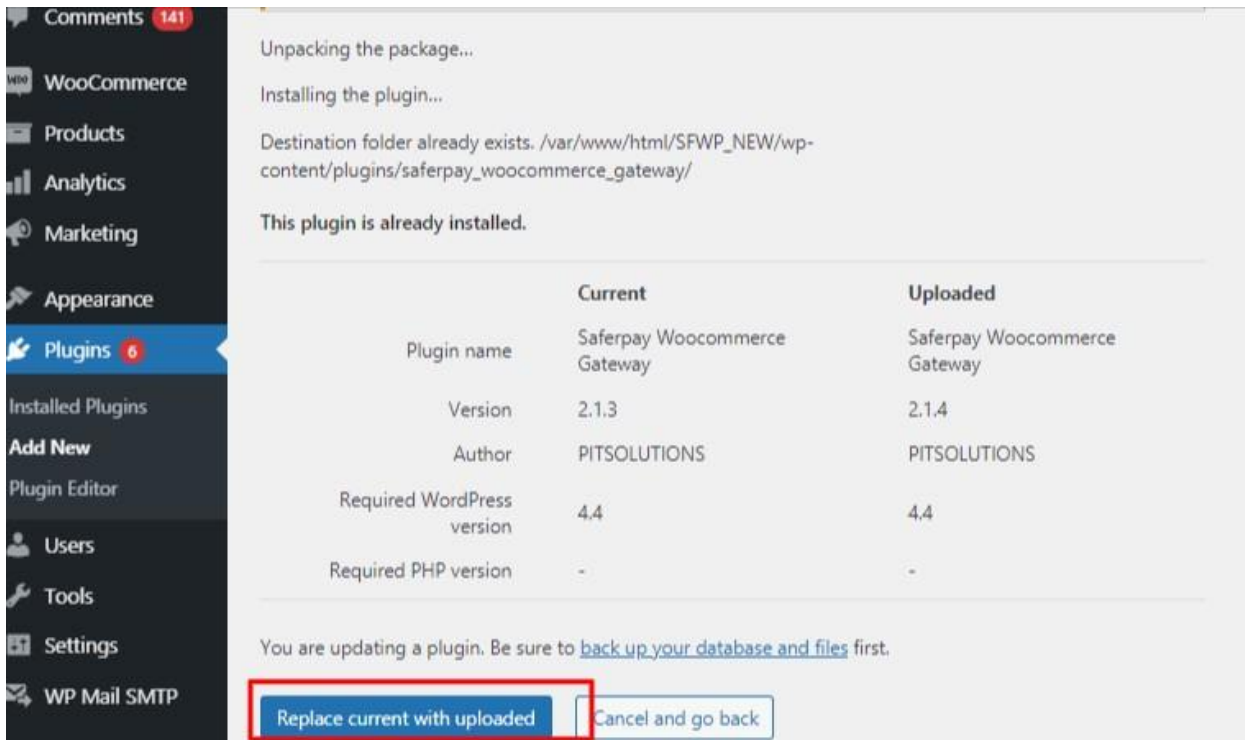 Comments 141
WooCommerce
Products
Analytics
Marketing
Appearance
Plugins 6
Installed Plugins
Add New
Plugin Editor
Users
Tools
Settings
WP Mail SMTP
Unpacking the package...
Installing the plugin...
Destination folder already exists. /var/www/html/SFWP_NEW/wp-
content/plugins/saferpay_woocommerce_gateway/
This plugin is already installed.
Current Uploaded
Plugin name Saferpay Woocommerce Gateway Saferpay Woocommerce Gateway
Version 2.1.3 2.1.4
Author PITSOLUTIONS PITSOLUTIONS
Required WordPress version 4.4 4.4
Required PHP version - -
You are updating a plugin. Be sure to back up your database and files first.
Replace current with uploaded Cancel and go back